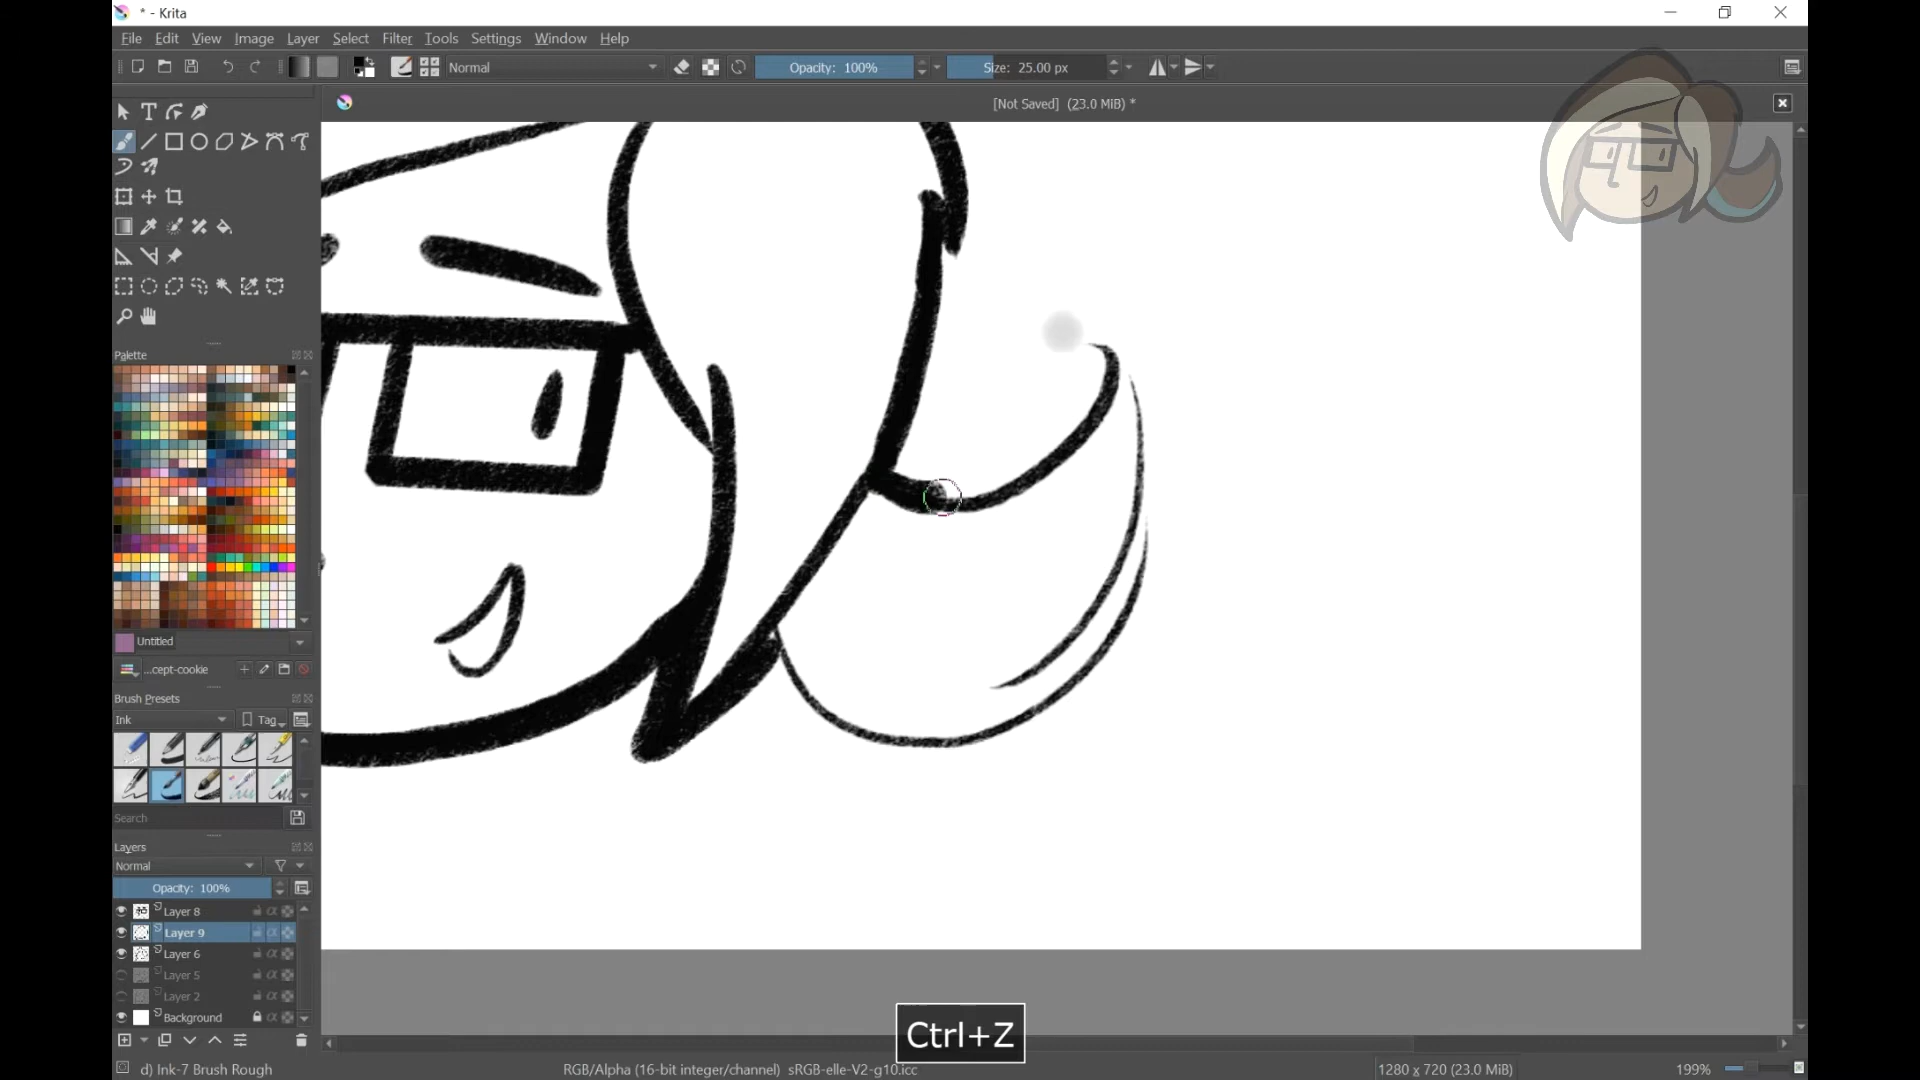 * - Krita
File Edit View Image Layer Select Filter Tools Settings Window Help
Normal Opacity: 100% Size: 25.00 px
[Not Saved] (23.0 MiB) *
Palette
Untitled
...cept-cookie
Brush Presets
Ink Tag
Search
Layers
Normal
Opacity: 100%
Layer 8
Layer 9
Layer 6
Layer 5
Layer 2
Background
Ctrl+Z
d) Ink-7 Brush Rough RGB/Alpha (16-bit integer/channel) sRGB-elle-V2-g10.icc 1280 x 720 (23.0 MiB) 199%